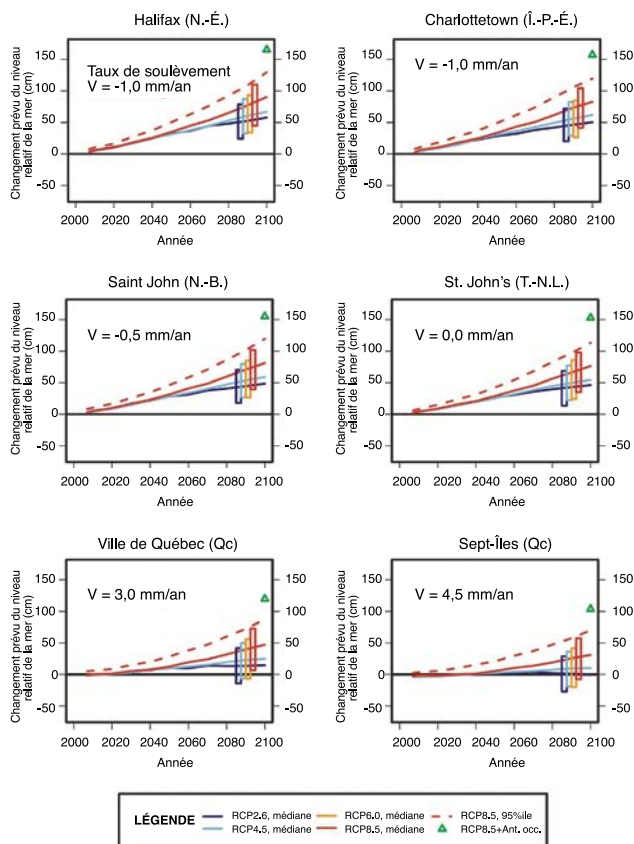 Halifax (N.-É.)
Changement prévu du niveau
relatif de la mer (cm)
150
100
50
0
-50
Taux de soulèvement
V = -1,0 mm/an
150
100
50
0
-50
2000 2020 2040 2060 2080 2100
Année
Charlottetown (Î.-P.-É.)
Changement prévu du niveau
relatif de la mer (cm)
150
100
50
0
-50
V = -1,0 mm/an
150
100
50
0
-50
2000 2020 2040 2060 2080 2100
Année
Saint John (N.-B.)
Changement prévu du niveau
relatif de la mer (cm)
150
100
50
0
-50
V = -0,5 mm/an
150
100
50
0
-50
2000 2020 2040 2060 2080 2100
Année
St. John's (T.-N.L.)
Changement prévu du niveau
relatif de la mer (cm)
150
100
50
0
-50
V = 0,0 mm/an
150
100
50
0
-50
2000 2020 2040 2060 2080 2100
Année
Ville de Québec (Qc)
Changement prévu du niveau
relatif de la mer (cm)
150
100
50
0
-50
V = 3,0 mm/an
150
100
50
0
-50
2000 2020 2040 2060 2080 2100
Année
Sept-Îles (Qc)
Changement prévu du niveau
relatif de la mer (cm)
150
100
50
0
-50
V = 4,5 mm/an
150
100
50
0
-50
2000 2020 2040 2060 2080 2100
Année
LÉGENDE
RCP2.6, médiane RCP6.0, médiane RCP8.5, 95%ile
RCP4.5, médiane RCP8.5, médiane RCP8.5+Ant. occ.